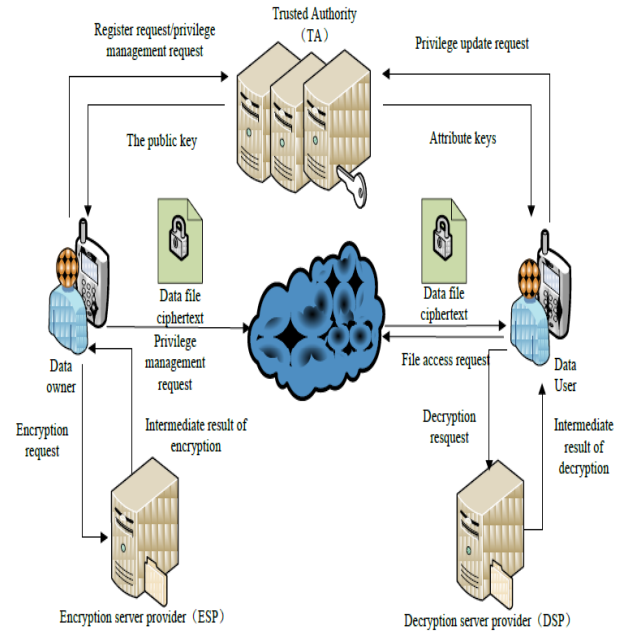 Trusted Authority
（TA）
Register request/privilege
management request
Privilege update request
The public key
Attribute keys
Data file
ciphertext
Privilege
management
request
Data file
ciphertext
File access request
Data
owner
Data
User
Encryption
request
Intermediate result of
encryption
Decryption
resquest
Intermediate
result of
decryption
Encryption server provider（ESP）
Decryption server provider（DSP）